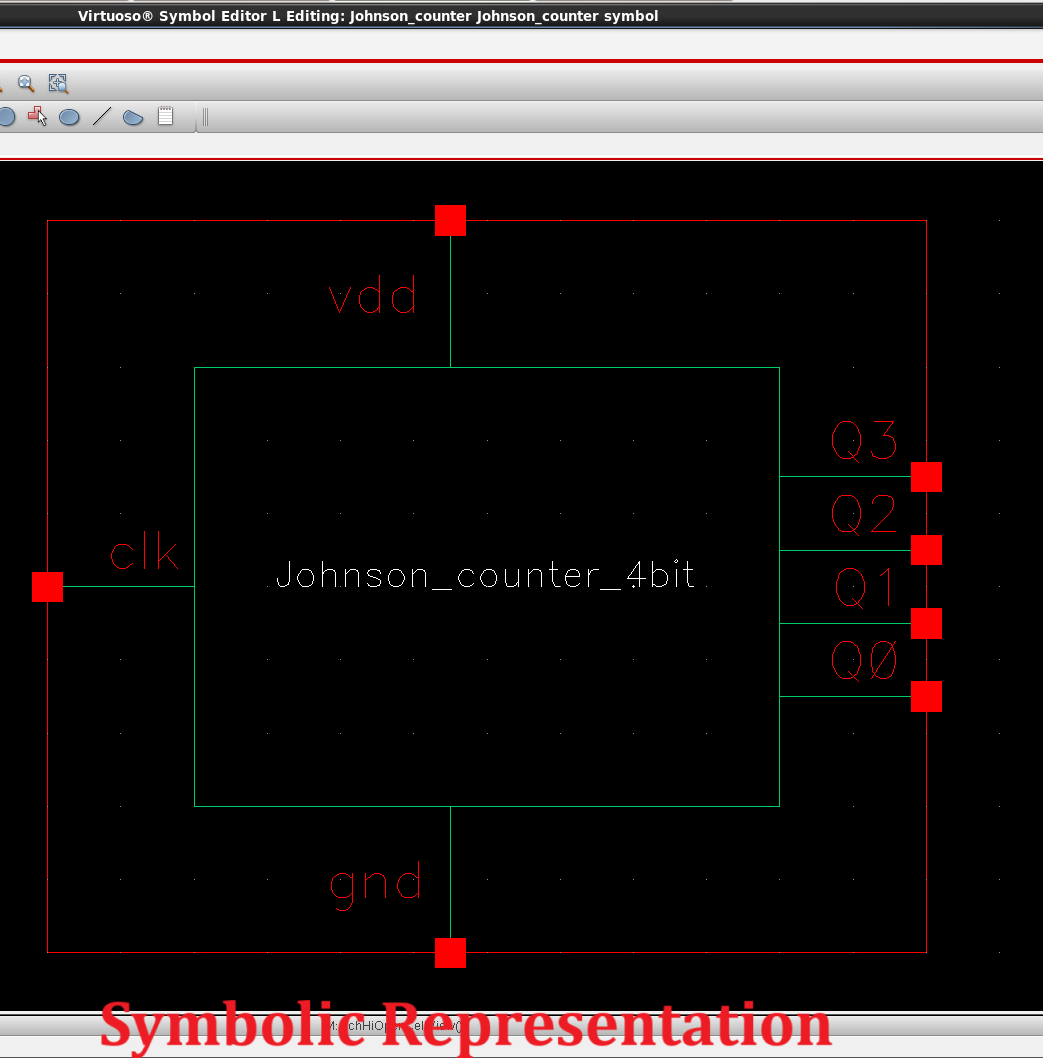 Virtuoso® Symbol Editor L Editing: Johnson_counter Johnson_counter symbol
vdd
Q3
Q2
clk
Johnson_counter_4bit
Q1
Q0
gnd
Symbolic Representation